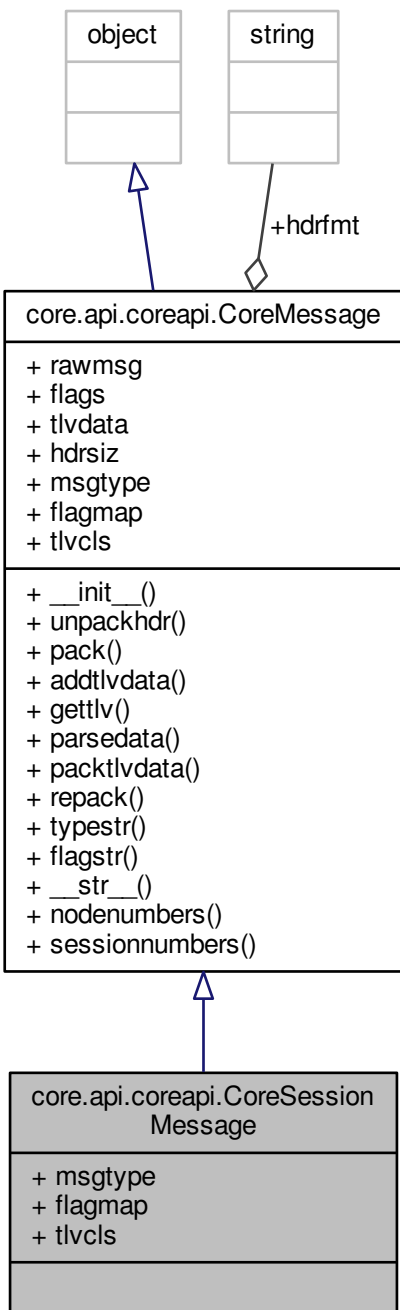 object
string
+hdrfmt
core.api.coreapi.CoreMessage
+ rawmsg
+ flags
+ tlvdata
+ hdrsiz
+ msgtype
+ flagmap
+ tlvcls
+ __init__()
+ unpackhdr()
+ pack()
+ addtlvdata()
+ gettlv()
+ parsedata()
+ packtlvdata()
+ repack()
+ typestr()
+ flagstr()
+ __str__()
+ nodenumbers()
+ sessionnumbers()
core.api.coreapi.CoreSession
Message
+ msgtype
+ flagmap
+ tlvcls